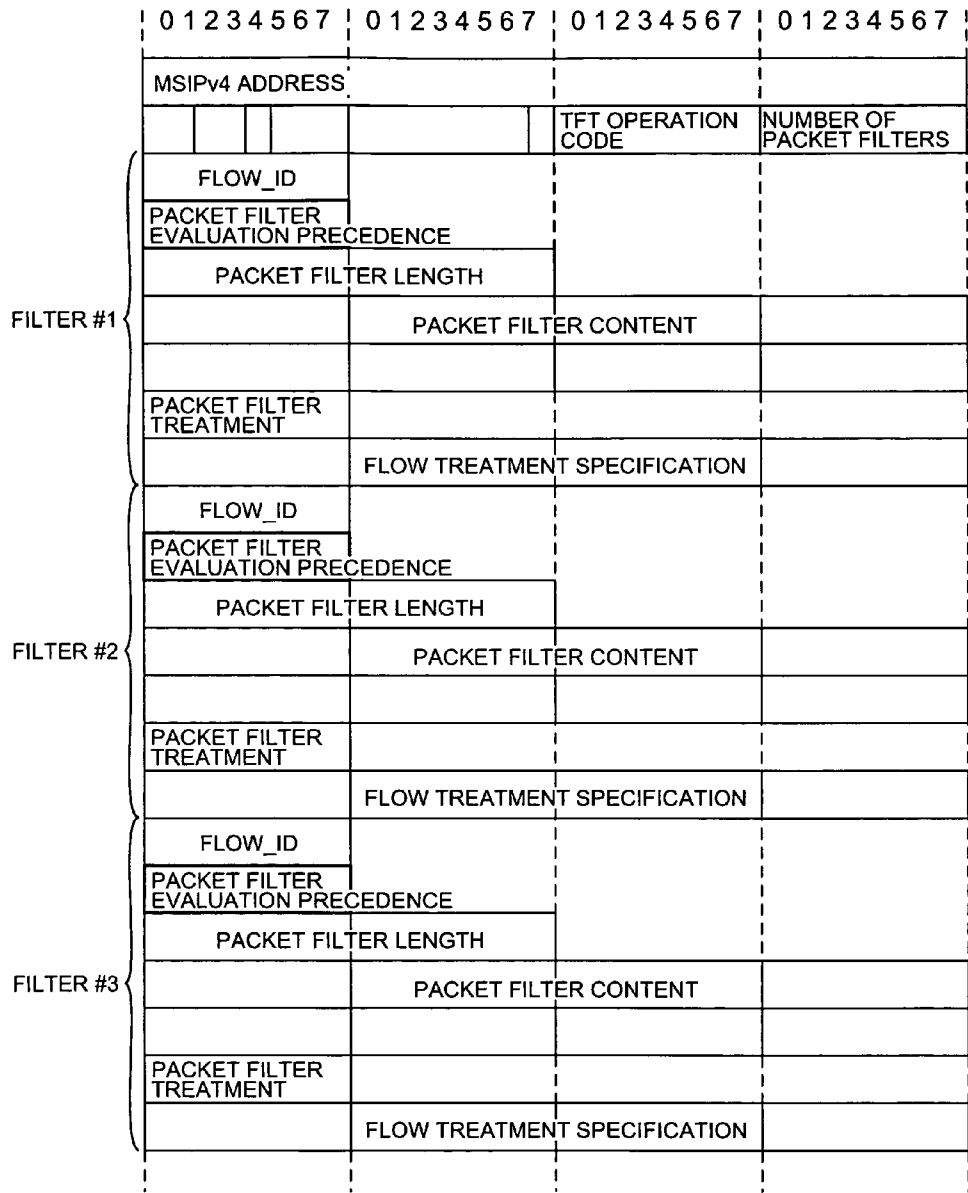 0 1 2 3 4 5 6 7 0 1 2 3 4 5 6 7 0 1 2 3 4 5 6 7 0 1 2 3 4 5 6 7
MSIPv4 ADDRESS
TFT OPERATION
CODE
NUMBER OF
PACKET FILTERS
FILTER #1
FLOW_ID
PACKET FILTER
EVALUATION PRECEDENCE
PACKET FILTER LENGTH
PACKET FILTER CONTENT
PACKET FILTER
TREATMENT
FLOW TREATMENT SPECIFICATION
FILTER #2
FLOW_ID
PACKET FILTER
EVALUATION PRECEDENCE
PACKET FILTER LENGTH
PACKET FILTER CONTENT
PACKET FILTER
TREATMENT
FLOW TREATMENT SPECIFICATION
FILTER #3
FLOW_ID
PACKET FILTER
EVALUATION PRECEDENCE
PACKET FILTER LENGTH
PACKET FILTER CONTENT
PACKET FILTER
TREATMENT
FLOW TREATMENT SPECIFICATION